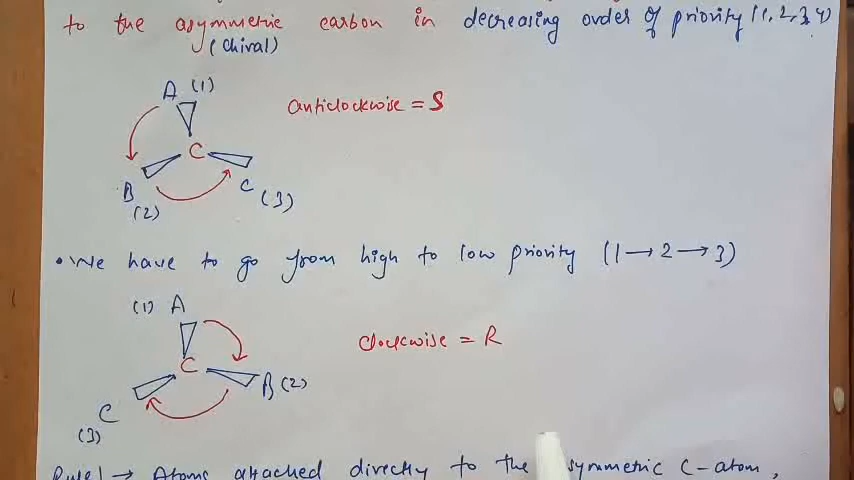 to the asymmetric carbon in decreasing order of priority (1,2,3,4)
(chiral)
A (1)
anticlockwise = S
C
B
(2)
C
(3)
• We have to go from high to low priority (1 → 2 → 3)
(1) A
clockwise = R
C
B (2)
C
(3)
Rule 1 → Atoms attached directly to the symmetric C-atom,